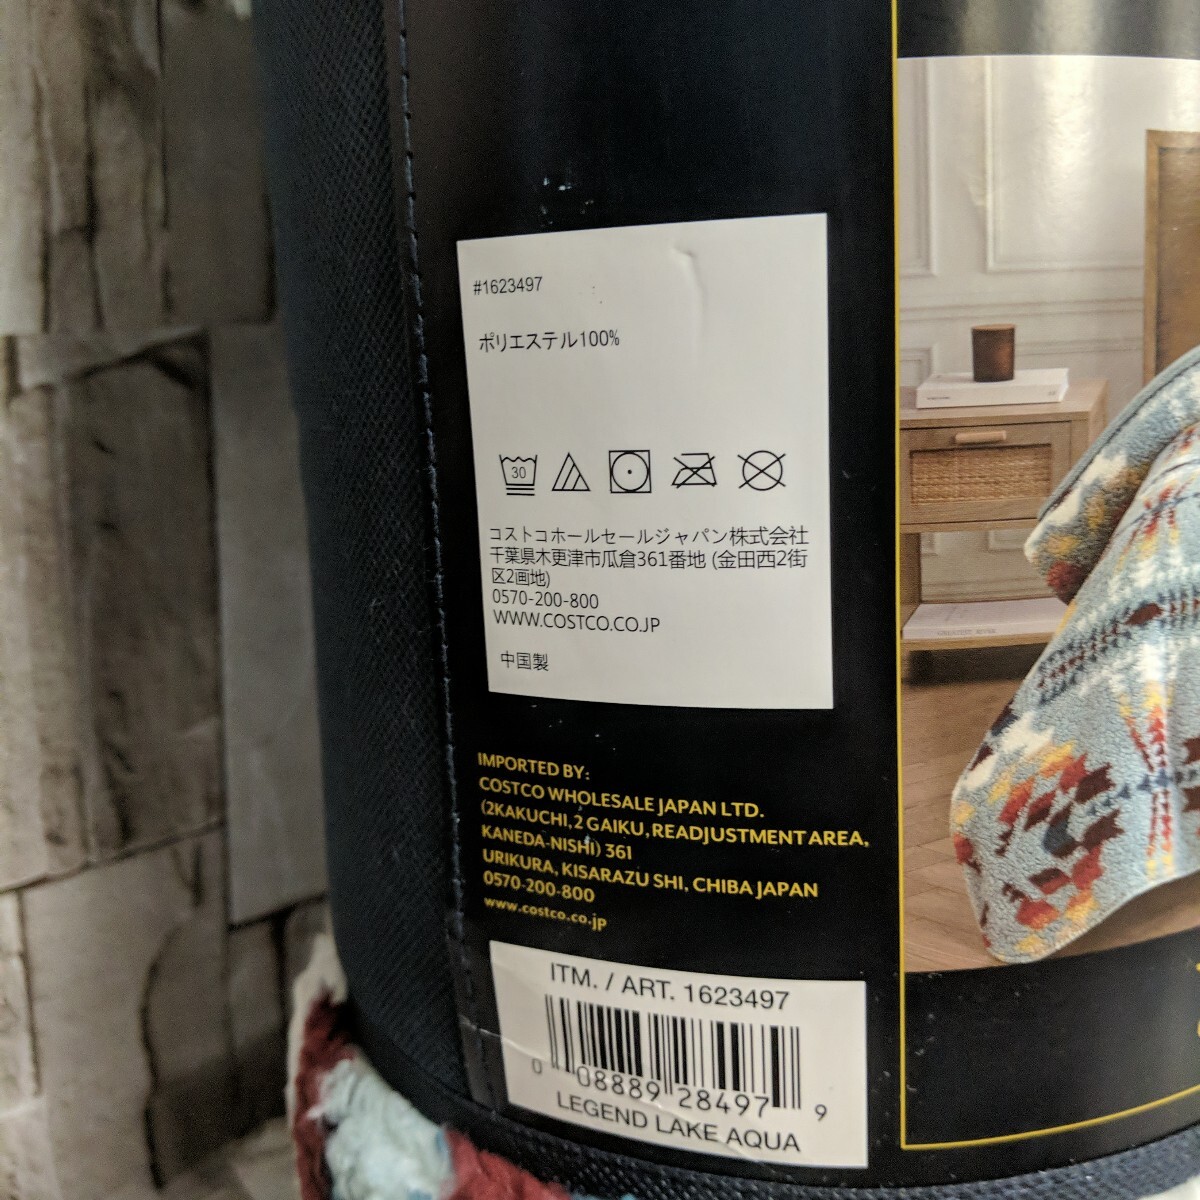 #1623497
ポリエステル100%
30
コストコホールセールジャパン株式会社
千葉県木更津市瓜倉361番地 (金田西2街
区2画地)
0570-200-800
WWW.COSTCO.CO.JP
中国製
IMPORTED BY:
COSTCO WHOLESALE JAPAN LTD.
(2KAKUCHI,2 GAIKU,READJUSTMENT AREA,
KANEDA-NISHI) 361
URIKURA, KISARAZU SHI, CHIBA JAPAN
0570-200-800
www.costco.co.jp
ITM. / ART. 1623497
0 08889 28497 9
LEGEND LAKE AQUA